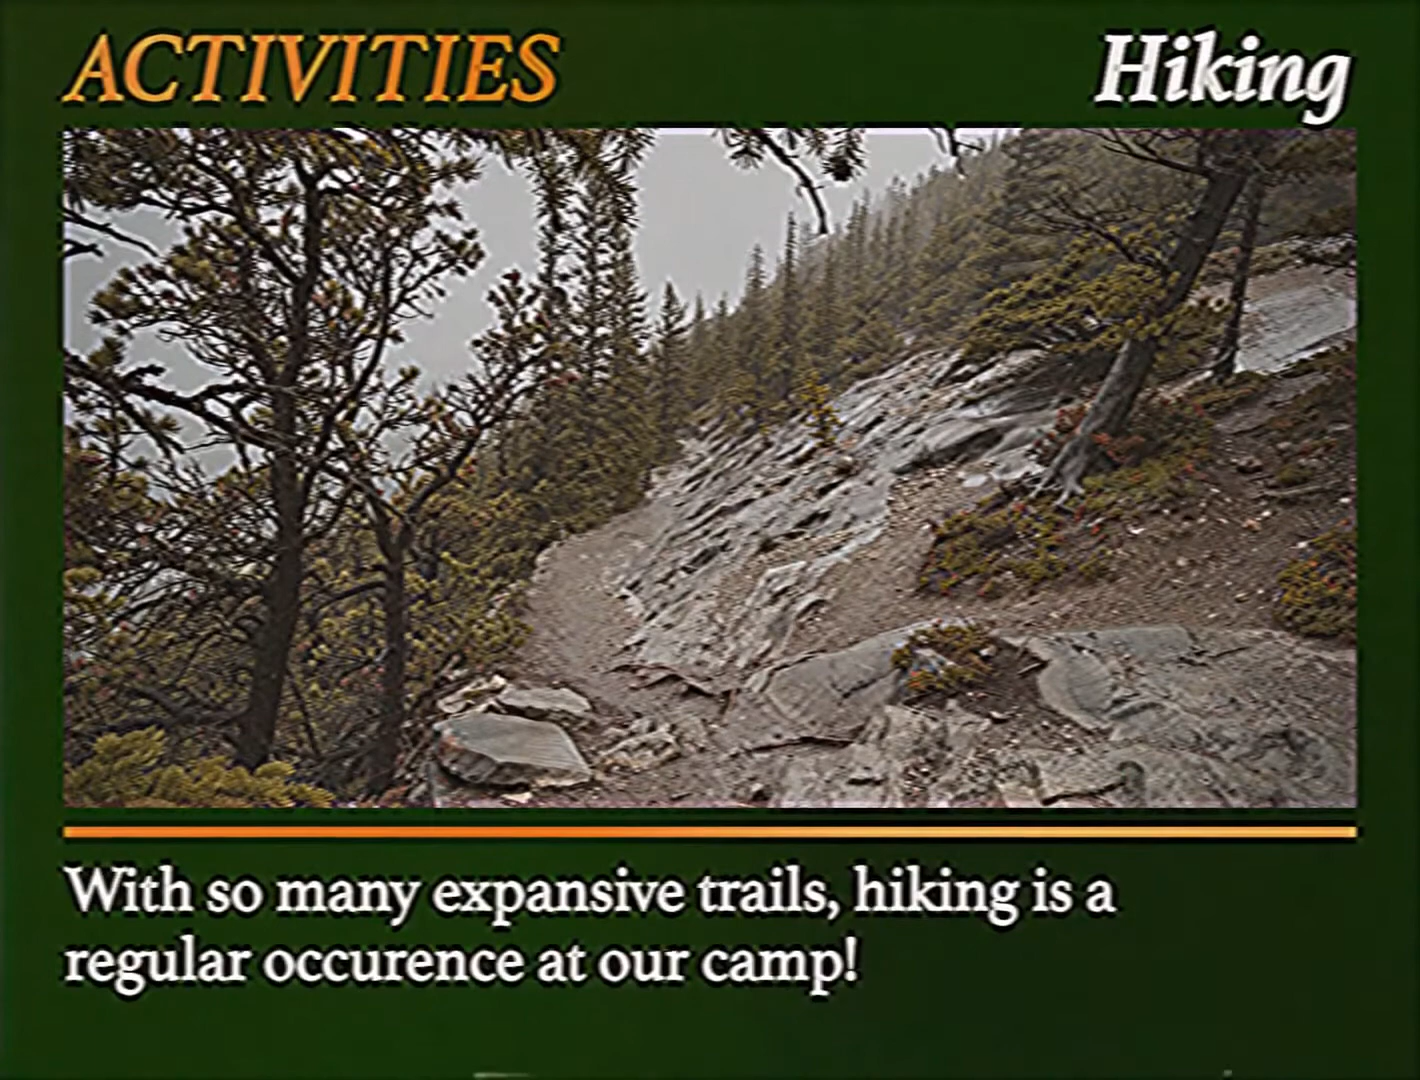 ACTIVITIES
Hiking
With so many expansive trails, hiking is a
regular occurence at our camp!